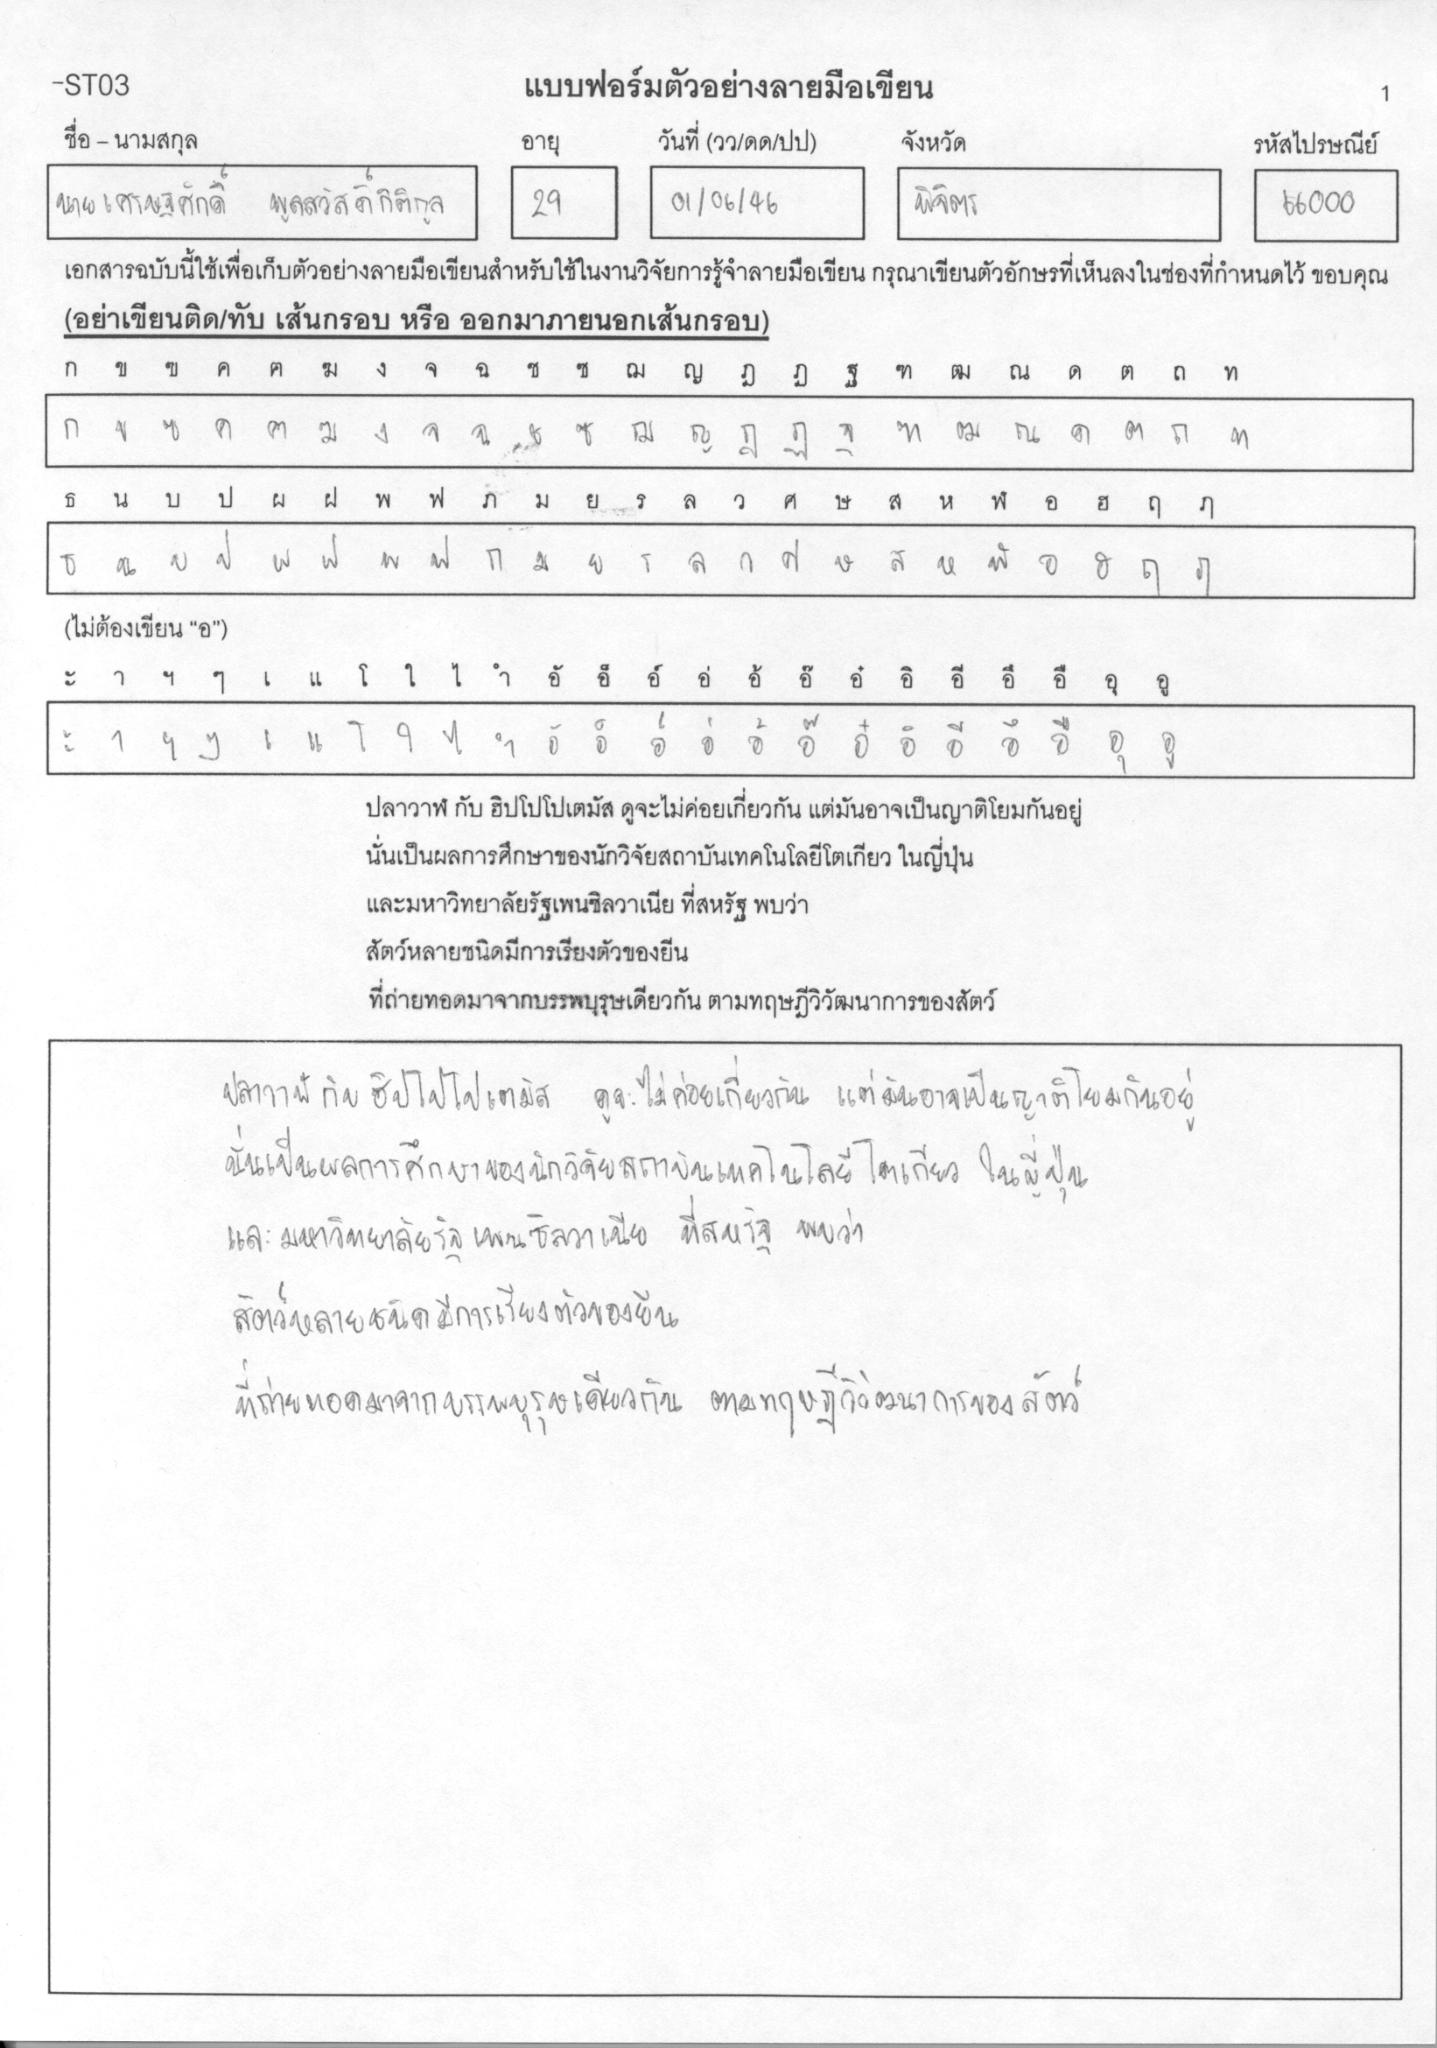 -ST03
แบบฟอร์มตัวอย่างลายมือเขียน
1
ชื่อ – นามสกุล อายุ วันที่ (วว/ดด/ปป) จังหวัด รหัสไปรษณีย์
นายเศรษฐศักดิ์ พูลสวัสดิ์กิติกูล 29 01/06/46 พิจิตร 66000
เอกสารฉบับนี้ใช้เพื่อเก็บตัวอย่างลายมือเขียนสำหรับใช้ในงานวิจัยการรู้จำลายมือเขียน กรุณาเขียนตัวอักษรที่เห็นลงในช่องที่กำหนดไว้ ขอบคุณ
(อย่าเขียนติด/ทับ เส้นกรอบ หรือ ออกมาภายนอกเส้นกรอบ)
ก ข ฃ ค ฅ ฆ ง จ ฉ ช ซ ฌ ญ ฎ ฏ ฐ ฑ ฒ ณ ด ต ถ ท
ก ข ฃ ค ฅ ฆ ง จ ฉ ช ซ ฌ ญ ฎ ฏ ฐ ฑ ฒ ณ ด ต ถ ท
ธ น บ ป ผ ฝ พ ฟ ภ ม ย ร ล ว ศ ษ ส ห ฬ อ ฮ ฤ ฦ
ธ น บ ป ผ ฝ พ ฟ ภ ม ย ร ล ว ศ ษ ส ห ฬ อ ฮ ฤ ฦ
(ไม่ต้องเขียน “อ”)
ะ า ฯ ๆ เ แ โ ใ ไ ำ อั อ็ อ์ อ่ อ้ อ๊ อ๋ อิ อี อึ อื อุ อู
ะ า ฯ ๆ เ แ โ ใ ไ ำ อั อ็ อ์ อ่ อ้ อ๊ อ๋ อิ อี อึ อื อุ อู
ปลาวาฬ กับ ฮิปโปโปเตมัส ดูจะไม่ค่อยเกี่ยวกัน แต่มันอาจเป็นญาติโยมกันอยู่
นั่นเป็นผลการศึกษาของนักวิจัยสถาบันเทคโนโลยีโตเกียว ในญี่ปุ่น
และมหาวิทยาลัยรัฐเพนซิลวาเนีย ที่สหรัฐ พบว่า
สัตว์หลายชนิดมีการเรียงตัวของยีน
ที่ถ่ายทอดมาจากบรรพบุรุษเดียวกัน ตามทฤษฎีวิวัฒนาการของสัตว์
ปลาวาฬ กับ ฮิปโปโปเตมัส ดูจะไม่ค่อยเกี่ยวกัน แต่มันอาจเป็นญาติโยมกันอยู่
นั่นเป็นผลการศึกษาของนักวิจัยสถาบันเทคโนโลยีโตเกียว ในญี่ปุ่น
และมหาวิทยาลัยรัฐเพนซิลวาเนีย ที่สหรัฐ พบว่า
สัตว์หลายชนิดมีการเรียงตัวของยีน
ที่ถ่ายทอดมาจากบรรพบุรุษเดียวกัน ตามทฤษฎีวิวัฒนาการของสัตว์